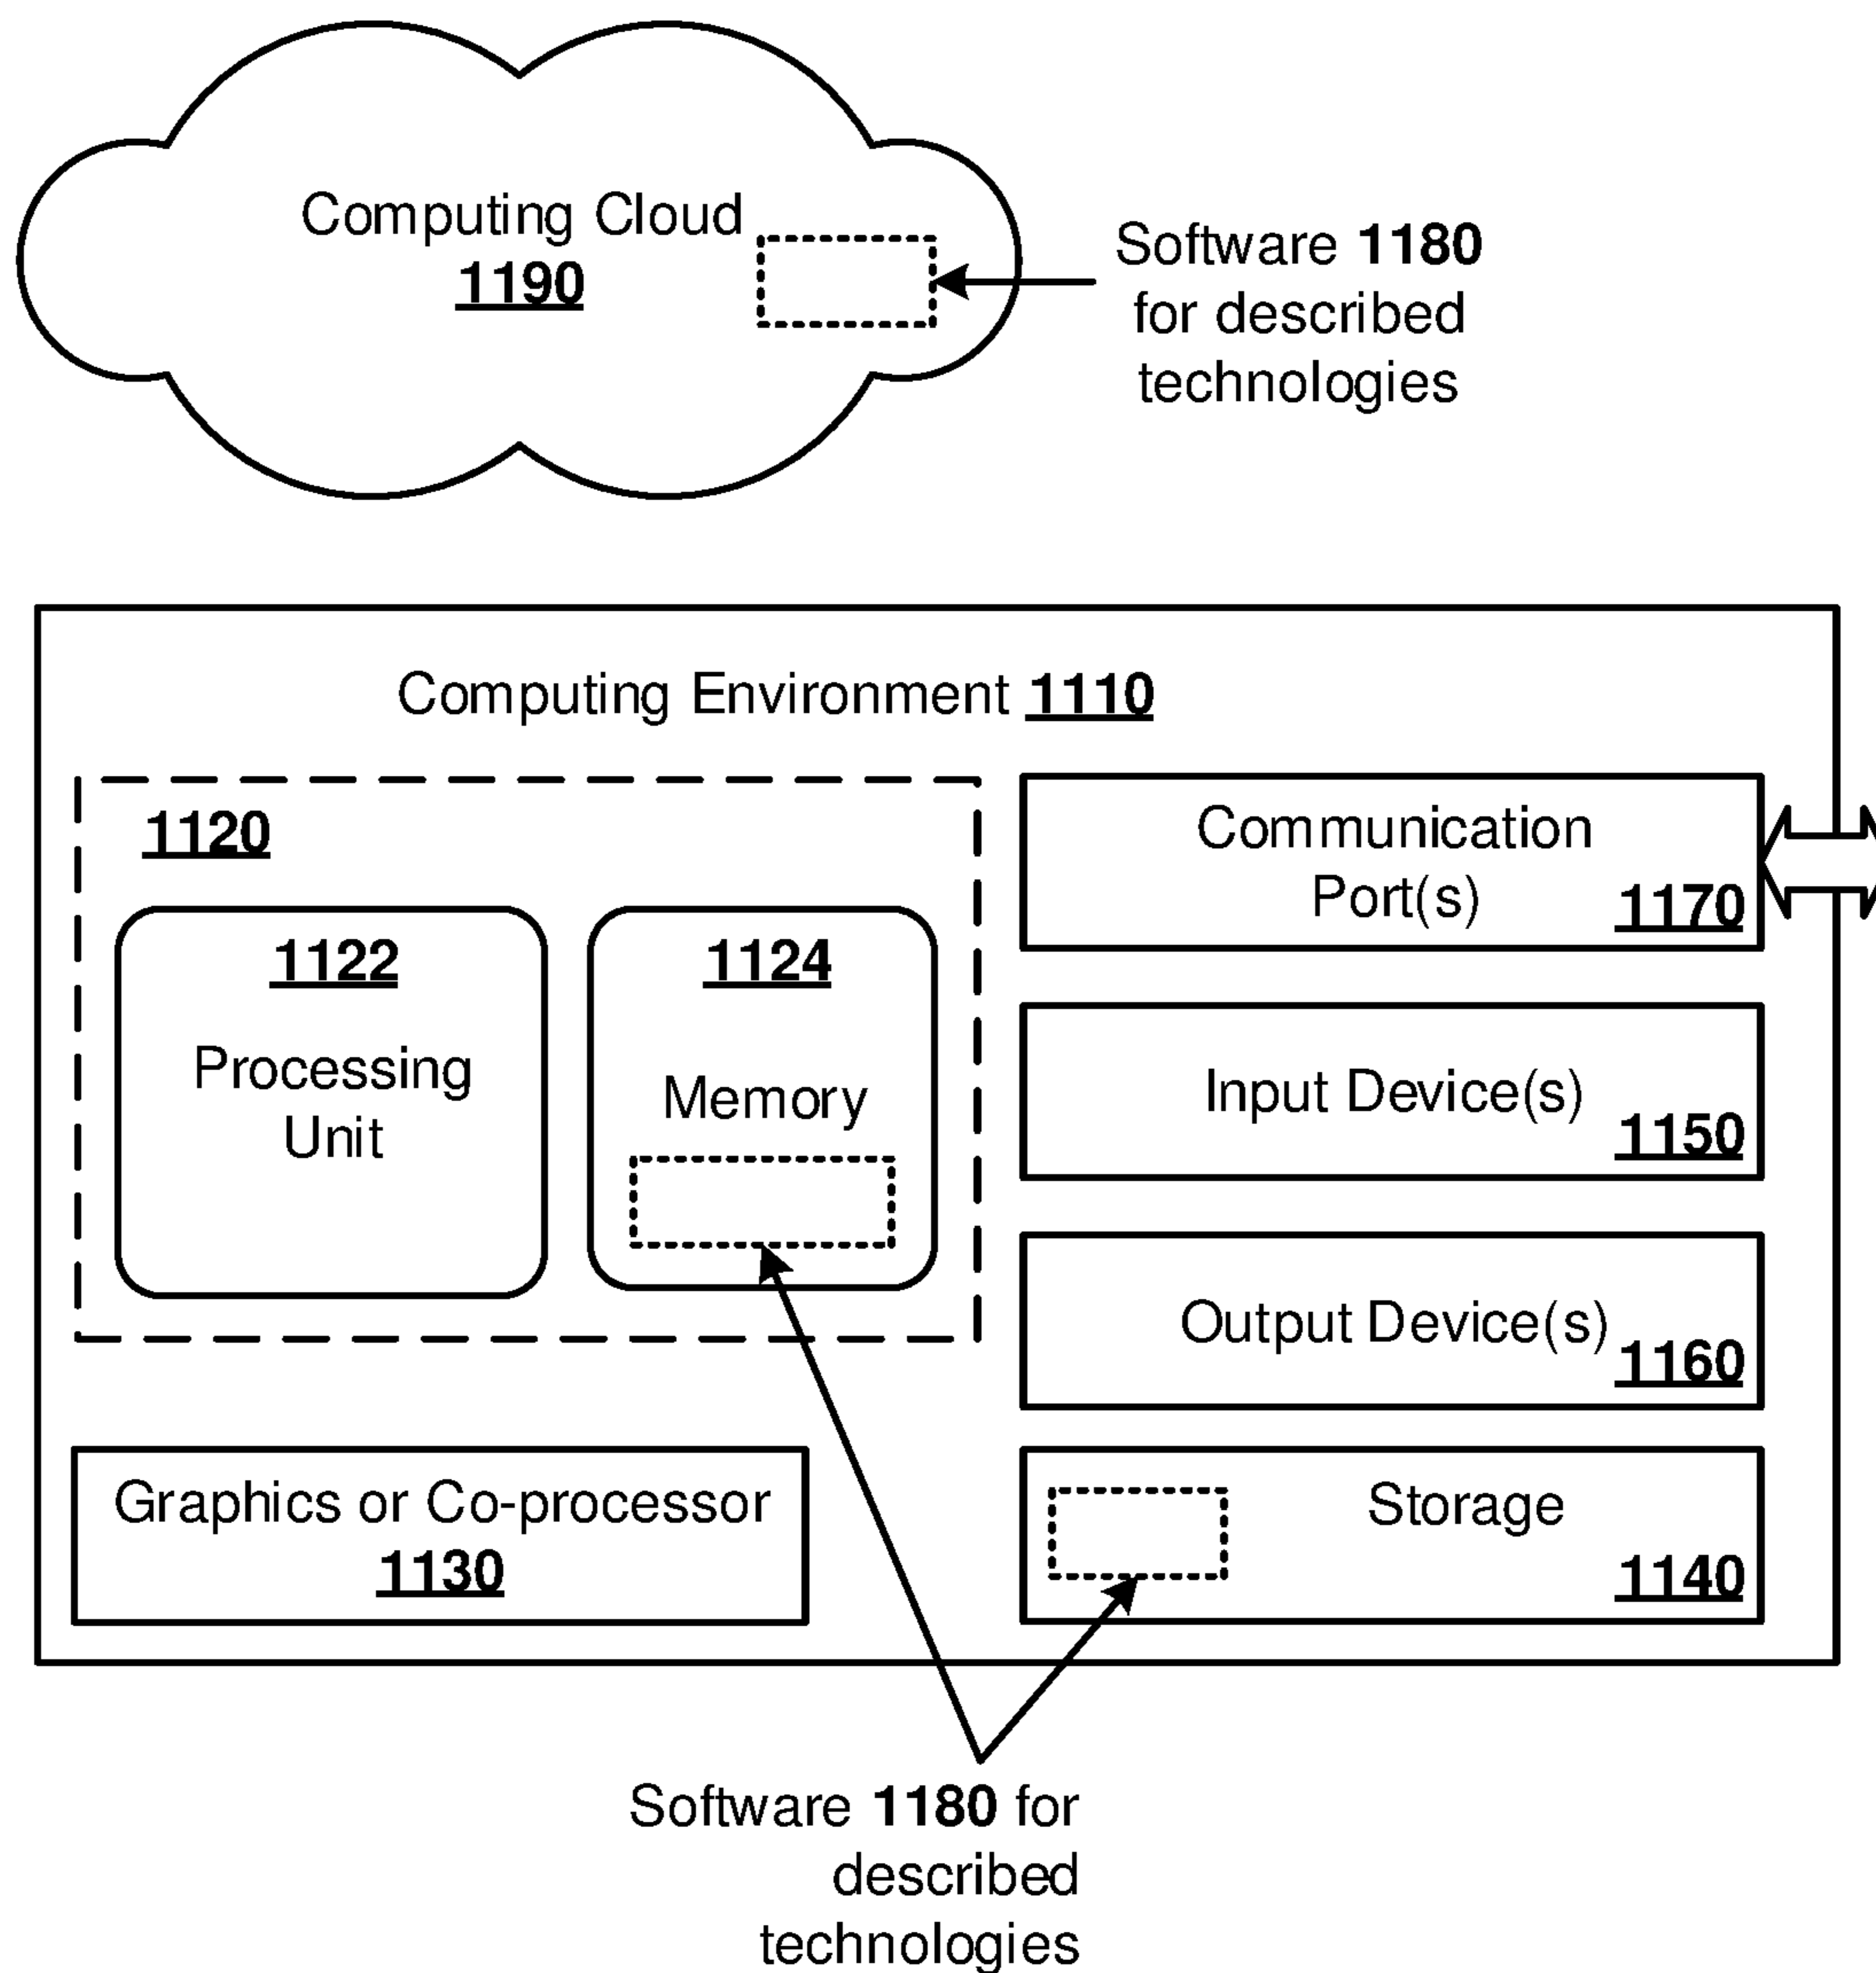 Computing Cloud
1190
Software 1180
for described
technologies
Computing Environment 1110
1120
1122
Processing
Unit
1124
Memory
Communication
Port(s)
1170
Input Device(s)
1150
Output Device(s)
1160
Graphics or Co-processor
1130
Storage
1140
Software 1180 for
described
technologies